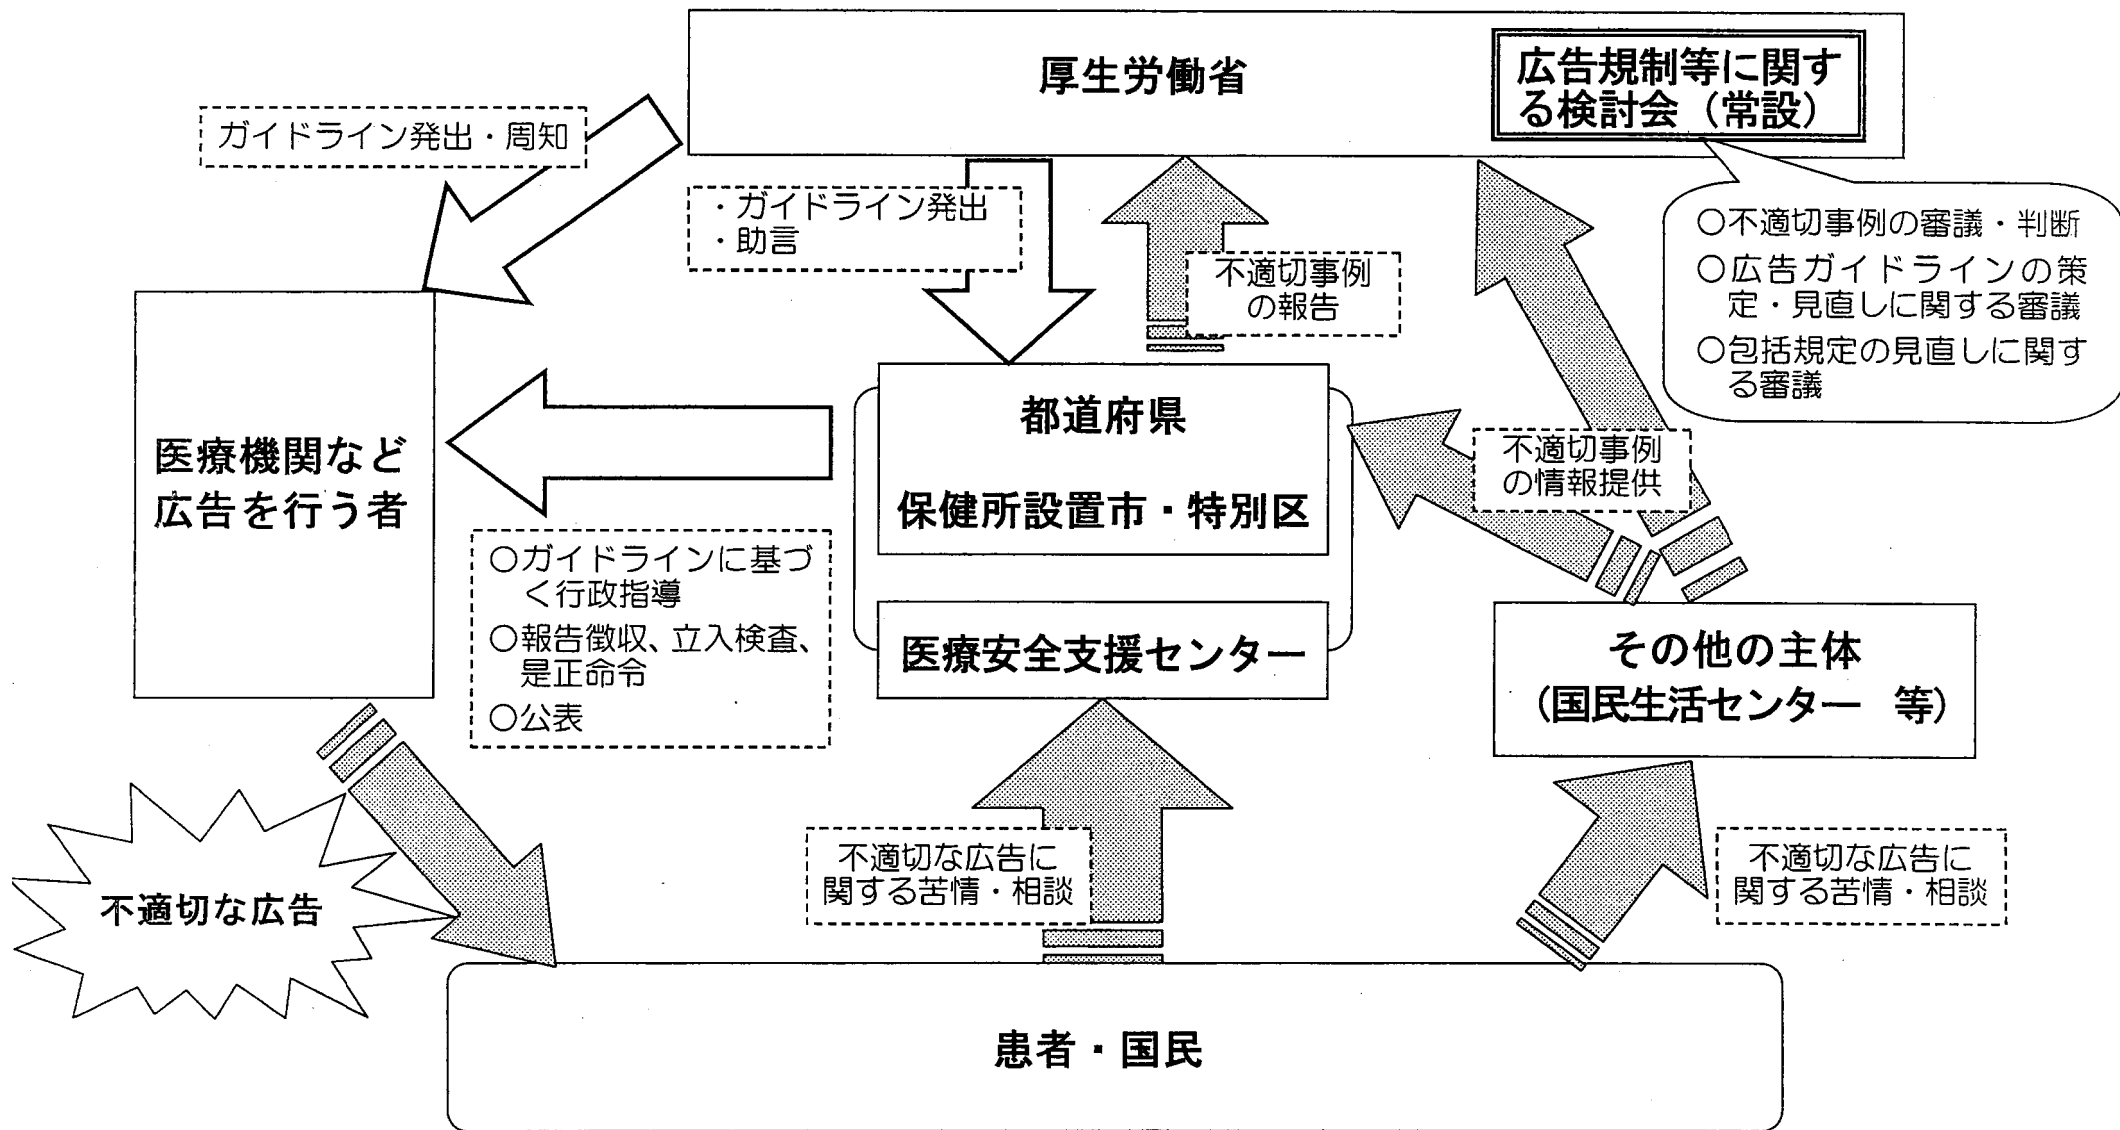 厚生労働省
広告規制等に関す
る検討会（常設）
ガイドライン発出・周知
・ガイドライン発出
・助言
不適切事例
の報告
○不適切事例の審議・判断
○広告ガイドラインの策
定・見直しに関する審議
○包括規定の見直しに関す
る審議
医療機関など
広告を行う者
都道府県
保健所設置市・特別区
不適切事例
の情報提供
○ガイドラインに基づ
く行政指導
○報告徴収、立入検査、
是正命令
○公表
医療安全支援センター
その他の主体
（国民生活センター　等）
不適切な広告
不適切な広告に
関する苦情・相談
不適切な広告に
関する苦情・相談
患者・国民